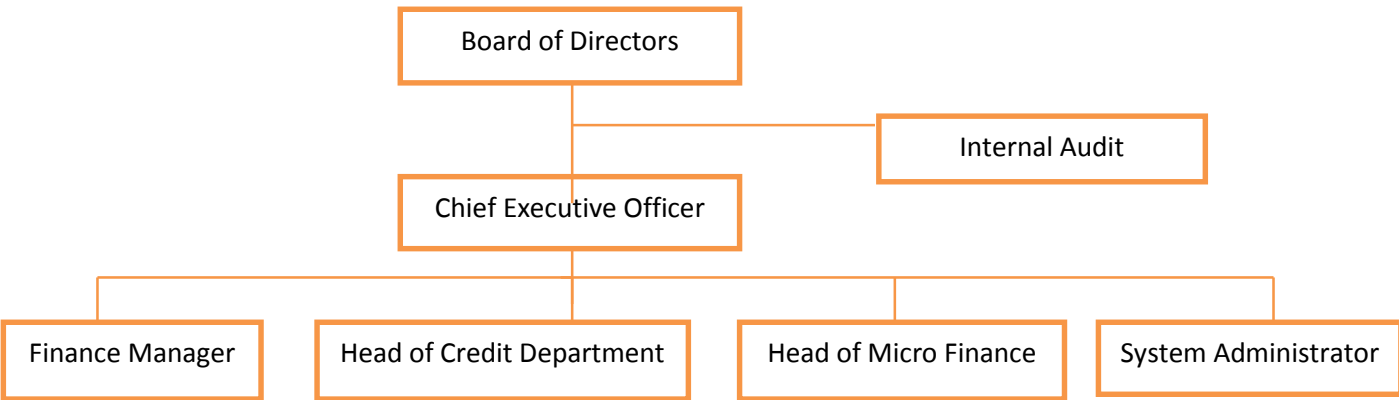 Board of Directors
Internal Audit
Chief Executive Officer
Finance Manager
Head of Credit Department
Head of Micro Finance
System Administrator